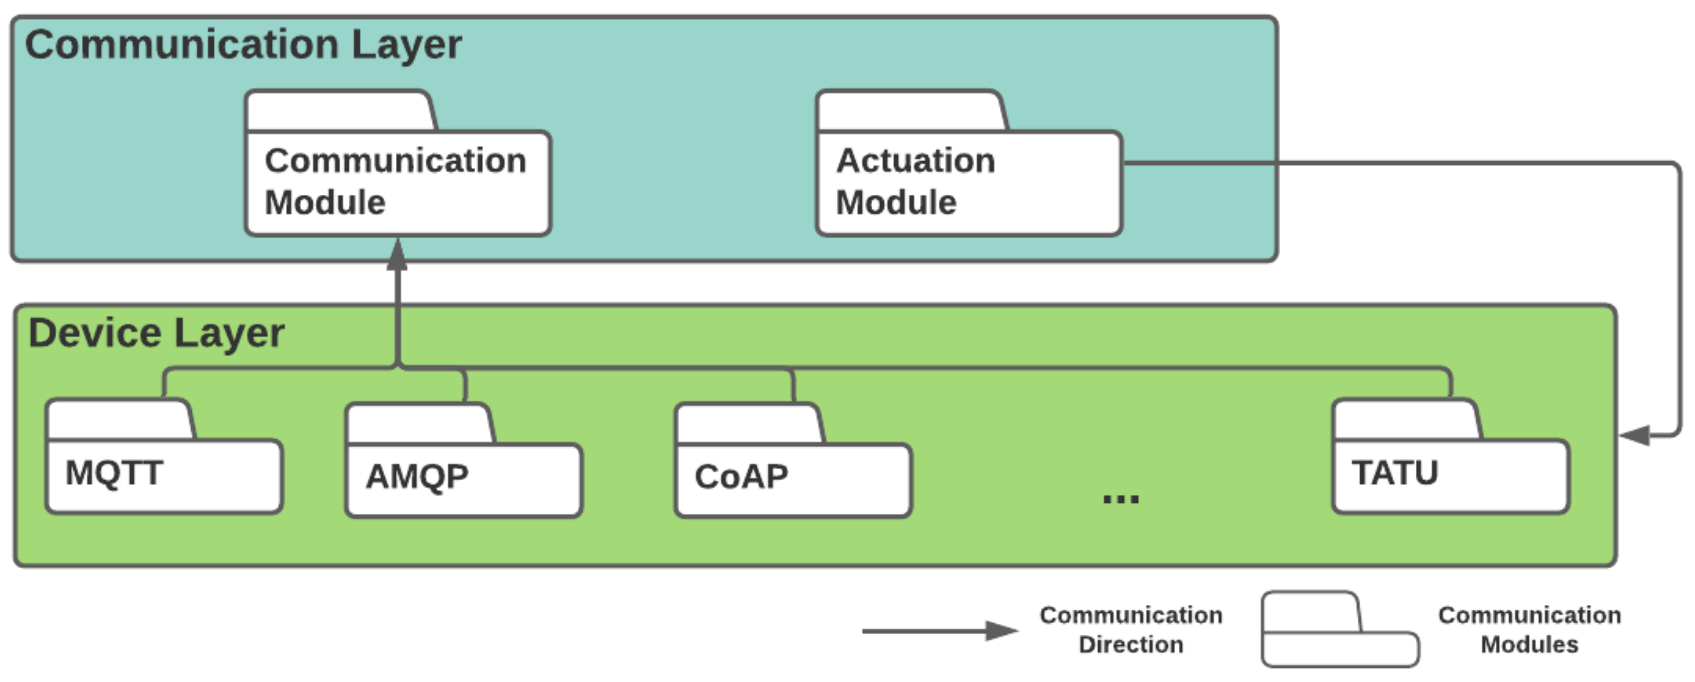 Communication Layer
Communication
Module
Actuation
Module
Device Layer
MQTT
AMQP
CoAP
...
TATU
Communication
Direction
Communication
Modules